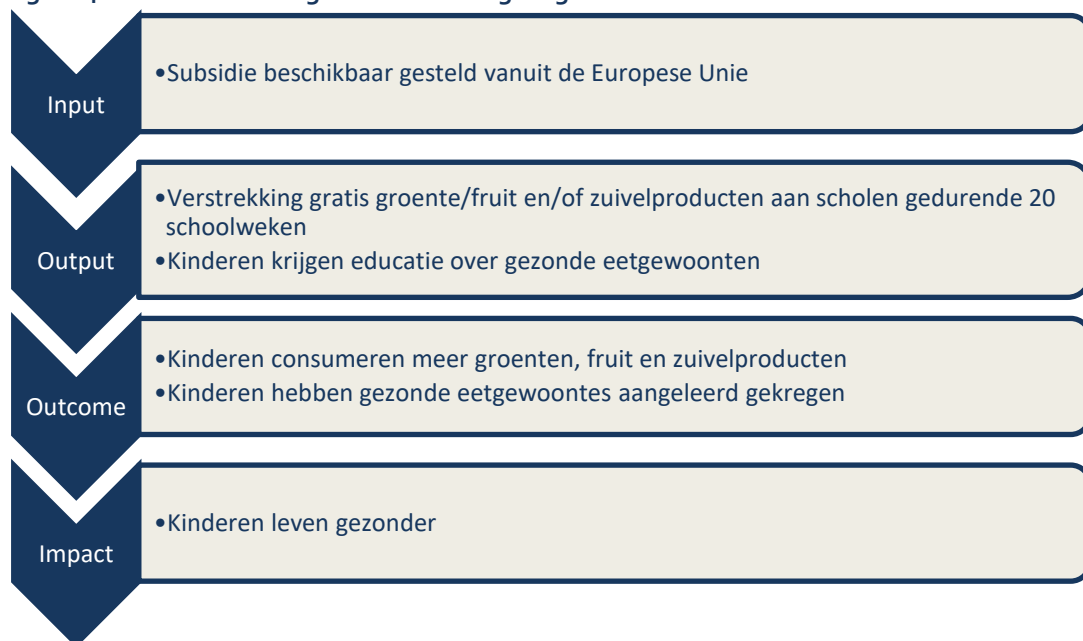 Input
•Subsidie beschikbaar gesteld vanuit de Europese Unie
Output
•Verstrekking gratis groente/fruit en/of zuivelproducten aan scholen gedurende 20
schoolweken
•Kinderen krijgen educatie over gezonde eetgewoonten
Outcome
•Kinderen consumeren meer groenten, fruit en zuivelproducten
•Kinderen hebben gezonde eetgewoontes aangeleerd gekregen
Impact
•Kinderen leven gezonder